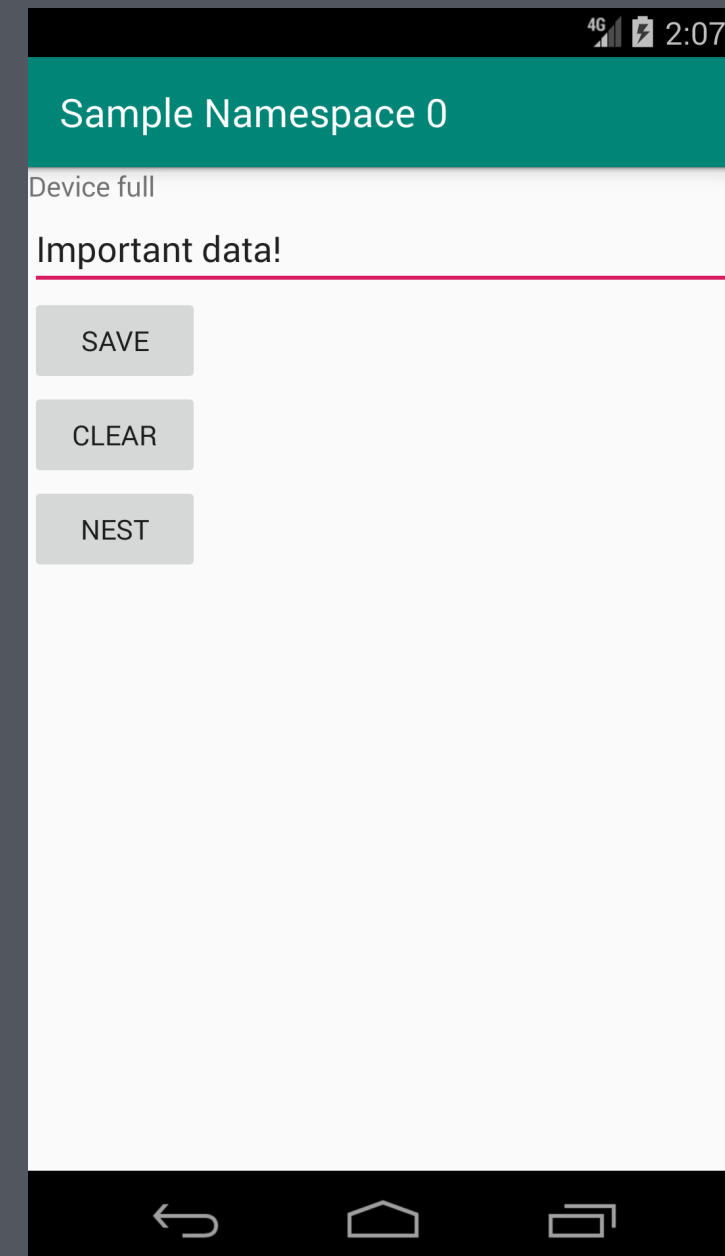 4G 2:07
Sample Namespace 0
Device full
Important data!
SAVE
CLEAR
NEST